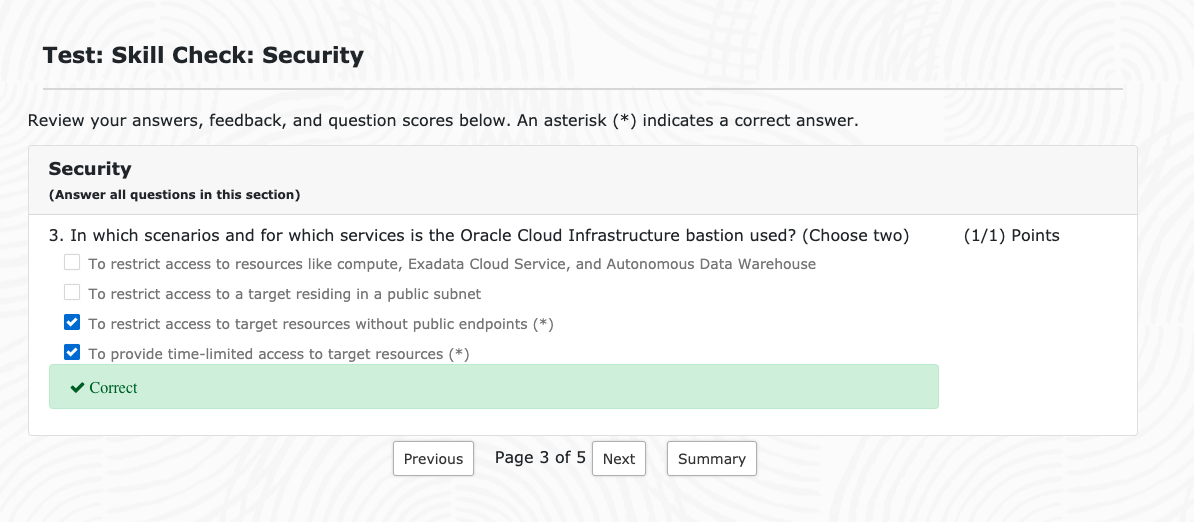 Test: Skill Check: Security
Review your answers, feedback, and question scores below. An asterisk (*) indicates a correct answer.
Security
(Answer all questions in this section)
3. In which scenarios and for which services is the Oracle Cloud Infrastructure bastion used? (Choose two) (1/1) Points
To restrict access to resources like compute, Exadata Cloud Service, and Autonomous Data Warehouse
To restrict access to a target residing in a public subnet
To restrict access to target resources without public endpoints (*)
To provide time-limited access to target resources (*)
Correct
Previous Page 3 of 5 Next Summary